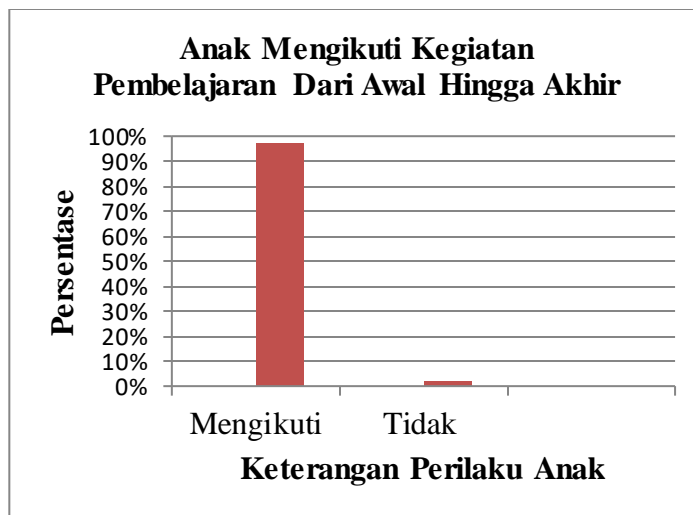 Anak Mengikuti Kegiatan
Pembelajaran Dari Awal Hingga Akhir
Persentase
100%
90%
80%
70%
60%
50%
40%
30%
20%
10%
0%
Mengikuti Tidak
Keterangan Perilaku Anak